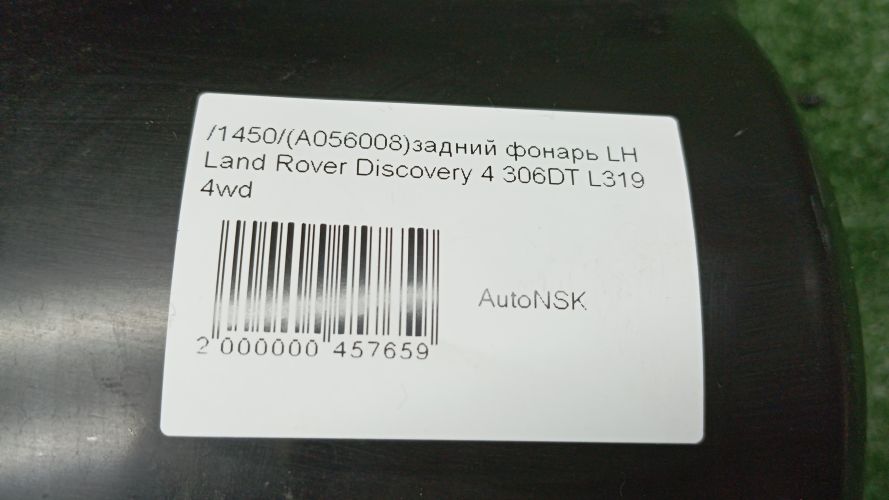 /1450/(A056008)задний фонарь LH
Land Rover Discovery 4 306DT L319
4wd
AutoNSK
2 000000 457659